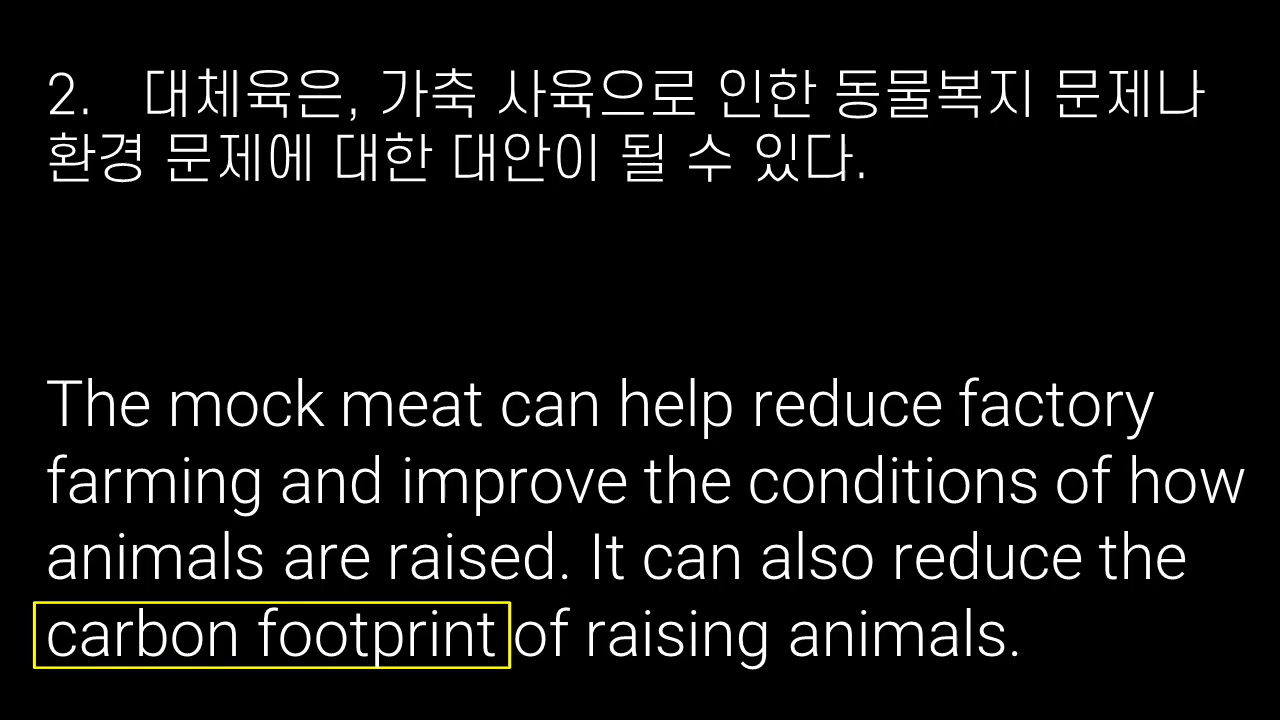 2. 대체육은, 가축 사육으로 인한 동물복지 문제나
환경 문제에 대한 대안이 될 수 있다.
The mock meat can help reduce factory
farming and improve the conditions of how
animals are raised. It can also reduce the
carbon footprint of raising animals.